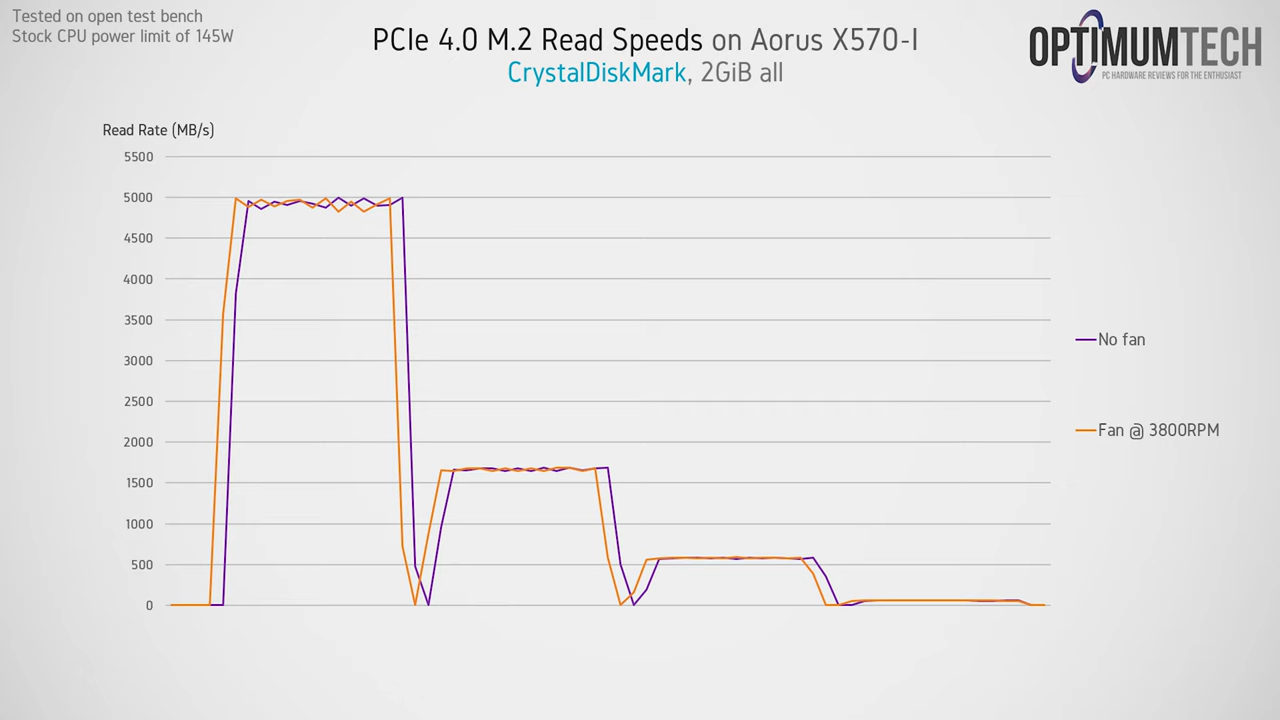 Tested on open test bench
Stock CPU power limit of 145W
PCIe 4.0 M.2 Read Speeds on Aorus X570-I
CrystalDiskMark, 2GiB all
OPTIMUMTECH
PC HARDWARE REVIEWS FOR THE ENTHUSIAST
Read Rate (MB/s)
5500
5000
4500
4000
3500
3000
2500
2000
1500
1000
500
0
No fan
Fan @ 3800RPM